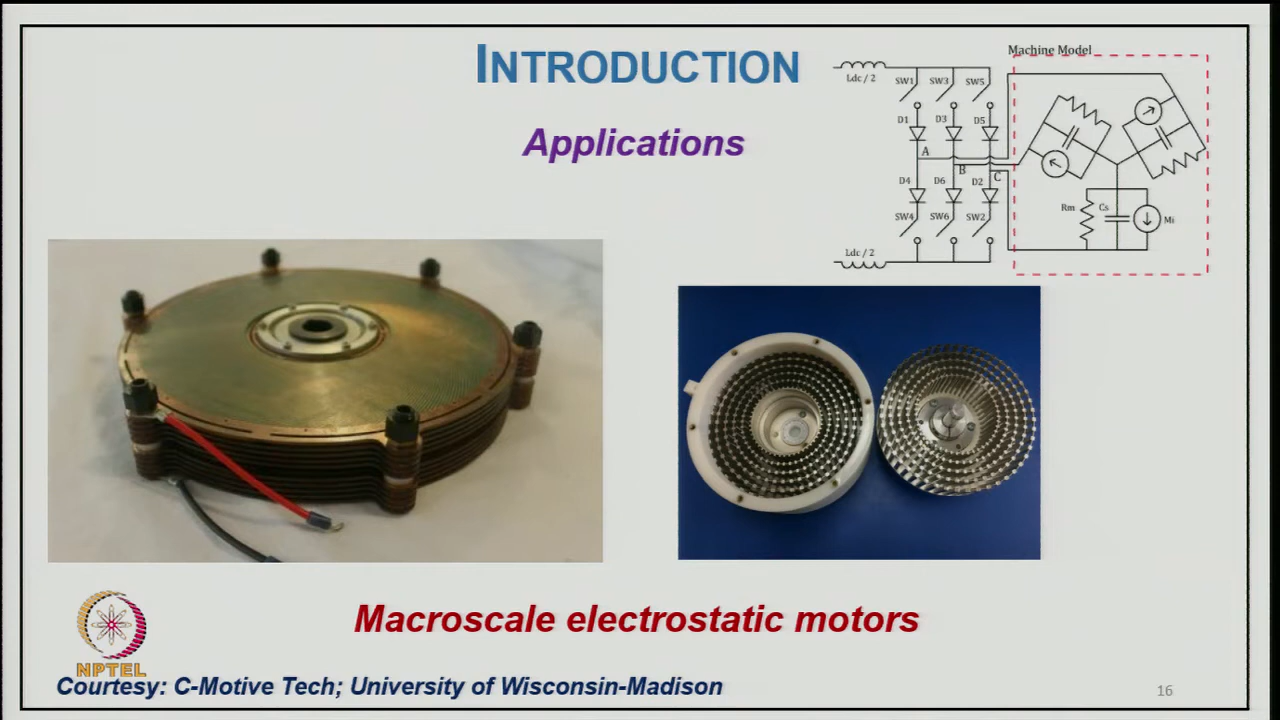 INTRODUCTION
Applications
Machine Model
Ldc / 2
SW1 SW3 SW5
D1 D3 D5
A
B
C
D4 D6 D2
SW4 SW6 SW2
Ldc / 2
Rm Cs Mi
Macroscale electrostatic motors
NPTEL
Courtesy: C-Motive Tech; University of Wisconsin-Madison
16